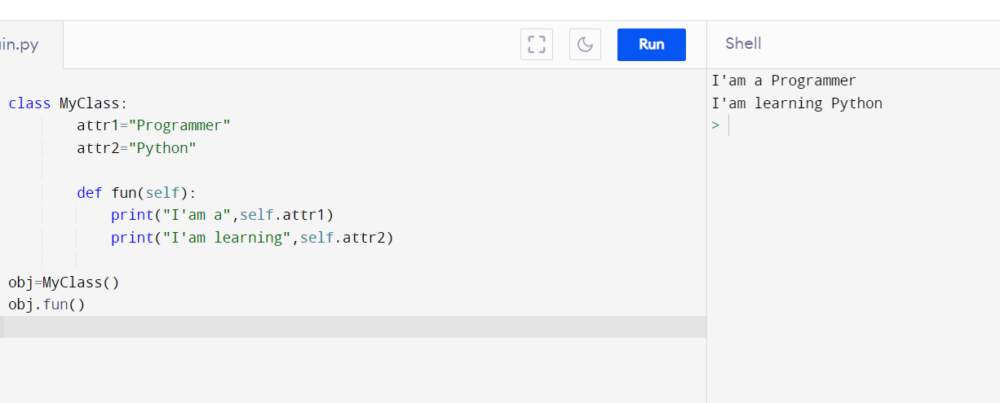 in.py
Run
Shell
class MyClass:
attr1="Programmer"
attr2="Python"
def fun(self):
print("I'am a",self.attr1)
print("I'am learning",self.attr2)
obj=MyClass()
obj.fun()
I'am a Programmer
I'am learning Python
>